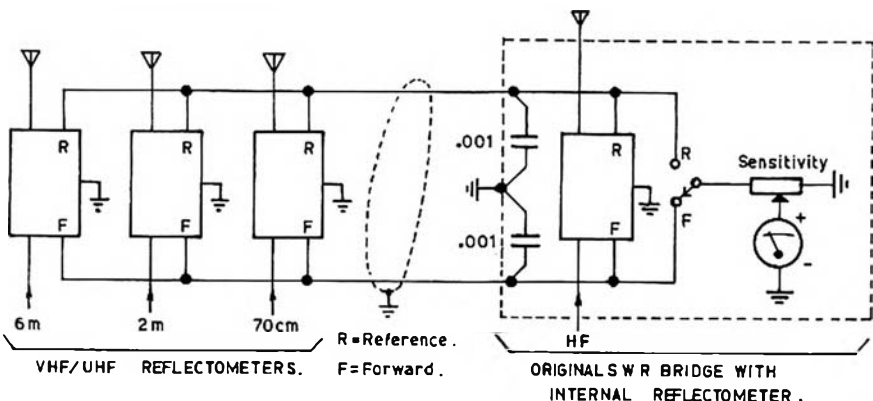 R
F
R
F
R
F
.001
.001
R
F
R
F
Sensitivity
+
-
6m
2m
70cm
HF
VHF/UHF REFLECTOMETERS.
R=Reference.
F=Forward.
ORIGINAL SWR BRIDGE WITH
INTERNAL REFLECTOMETER.